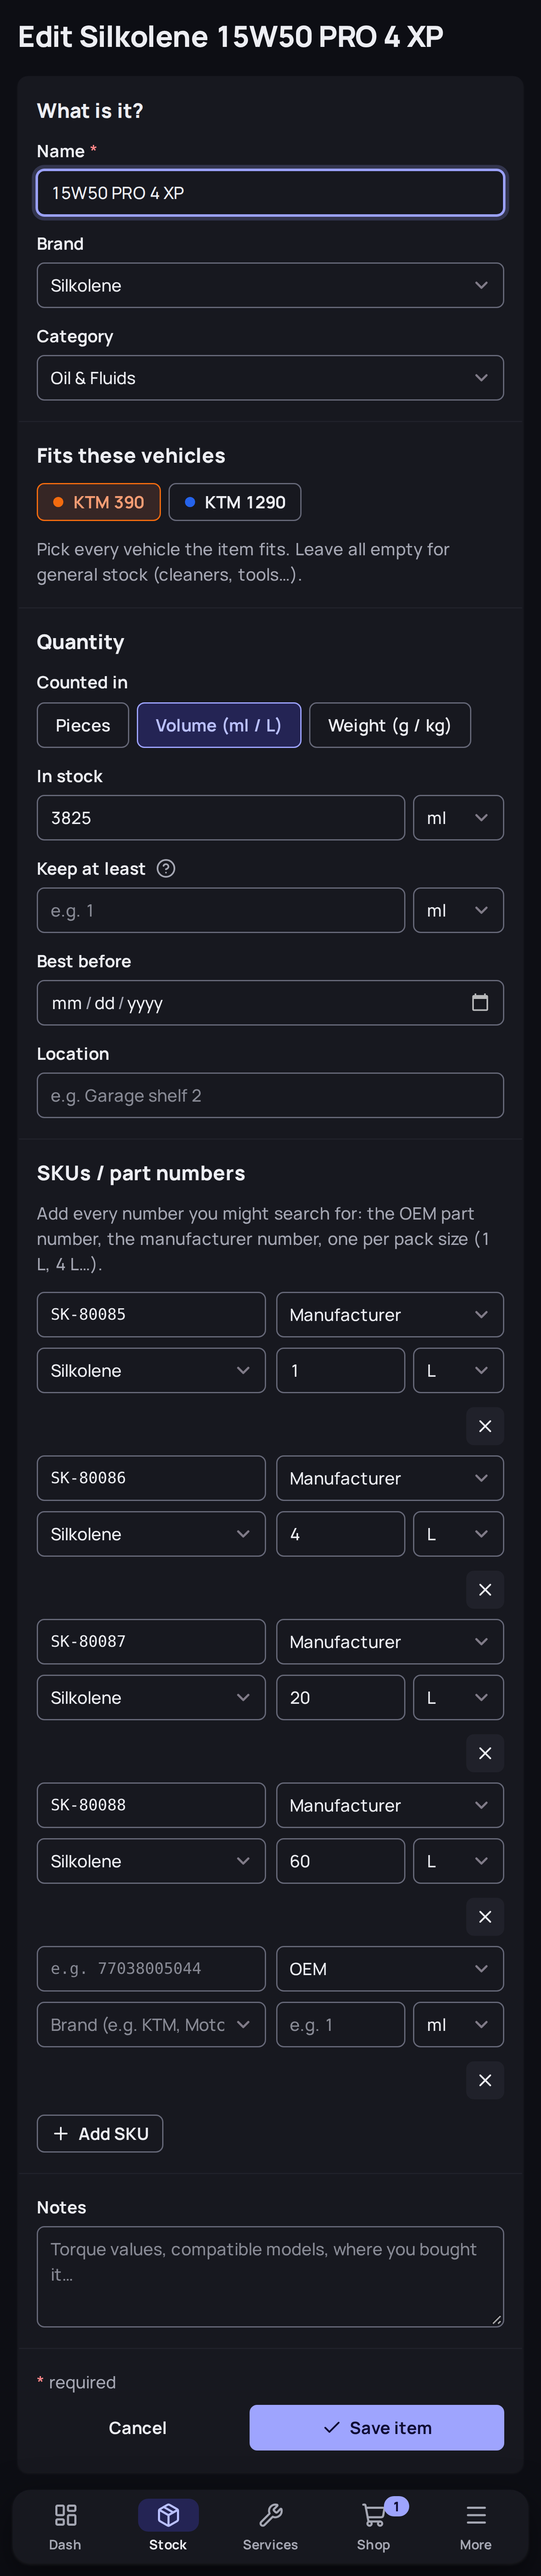 Edit Silkolene 15W50 PRO 4 XP
What is it?
Name *
15W50 PRO 4 XP
Brand
Silkolene
Category
Oil & Fluids
Fits these vehicles
KTM 390
KTM 1290
Pick every vehicle the item fits. Leave all empty for
general stock (cleaners, tools…).
Quantity
Counted in
Pieces
Volume (ml / L)
Weight (g / kg)
In stock
3825
ml
Keep at least ?
e.g. 1
ml
Best before
mm / dd / yyyy
Location
e.g. Garage shelf 2
SKUs / part numbers
Add every number you might search for: the OEM part
number, the manufacturer number, one per pack size (1
L, 4 L…).
SK-80085
Manufacturer
Silkolene
1
L
SK-80086
Manufacturer
Silkolene
4
L
SK-80087
Manufacturer
Silkolene
20
L
SK-80088
Manufacturer
Silkolene
60
L
e.g. 77038005044
OEM
Brand (e.g. KTM, Motc
e.g. 1
ml
Add SKU
Notes
Torque values, compatible models, where you bought
it…
* required
Cancel
Save item
1
Dash
Stock
Services
Shop
More